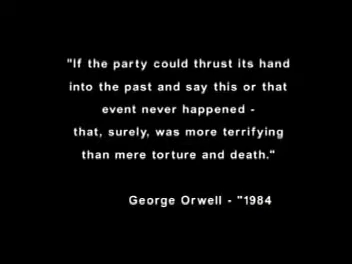 "If the party could thrust its hand
into the past and say this or that
event never happened -
that, surely, was more terrifying
than mere torture and death."
George Orwell - "1984